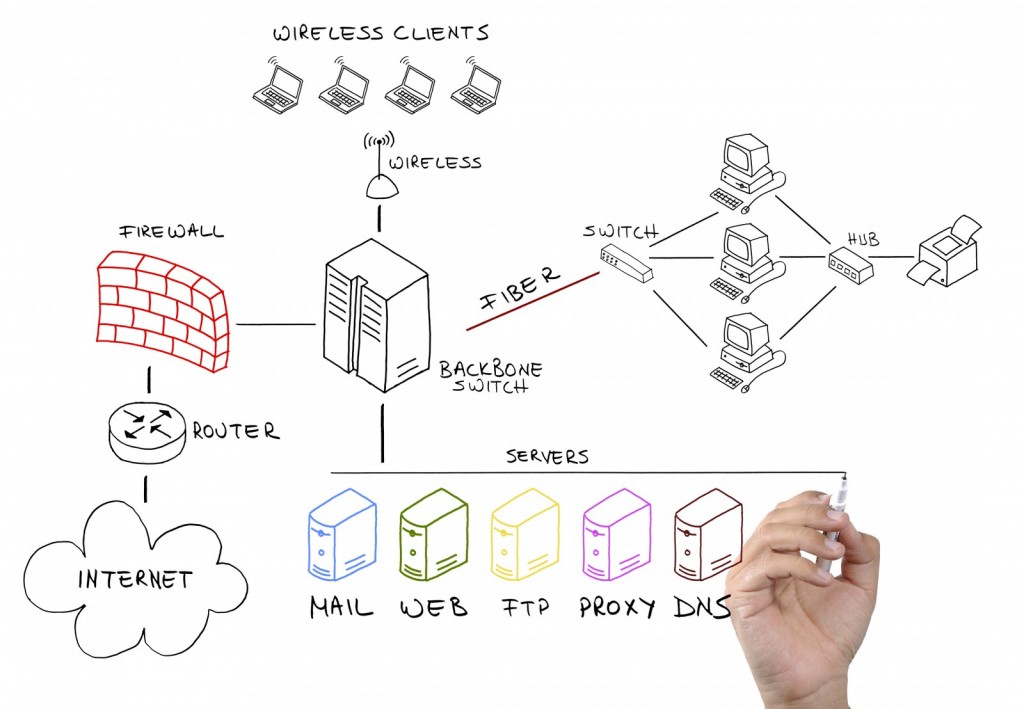 WIRELESS CLIENTS
WIRELESS
FIREWALL
SWITCH
HUB
FIBER
BACKBONE
SWITCH
ROUTER
SERVERS
INTERNET
MAIL WEB FTP PROXY DNS